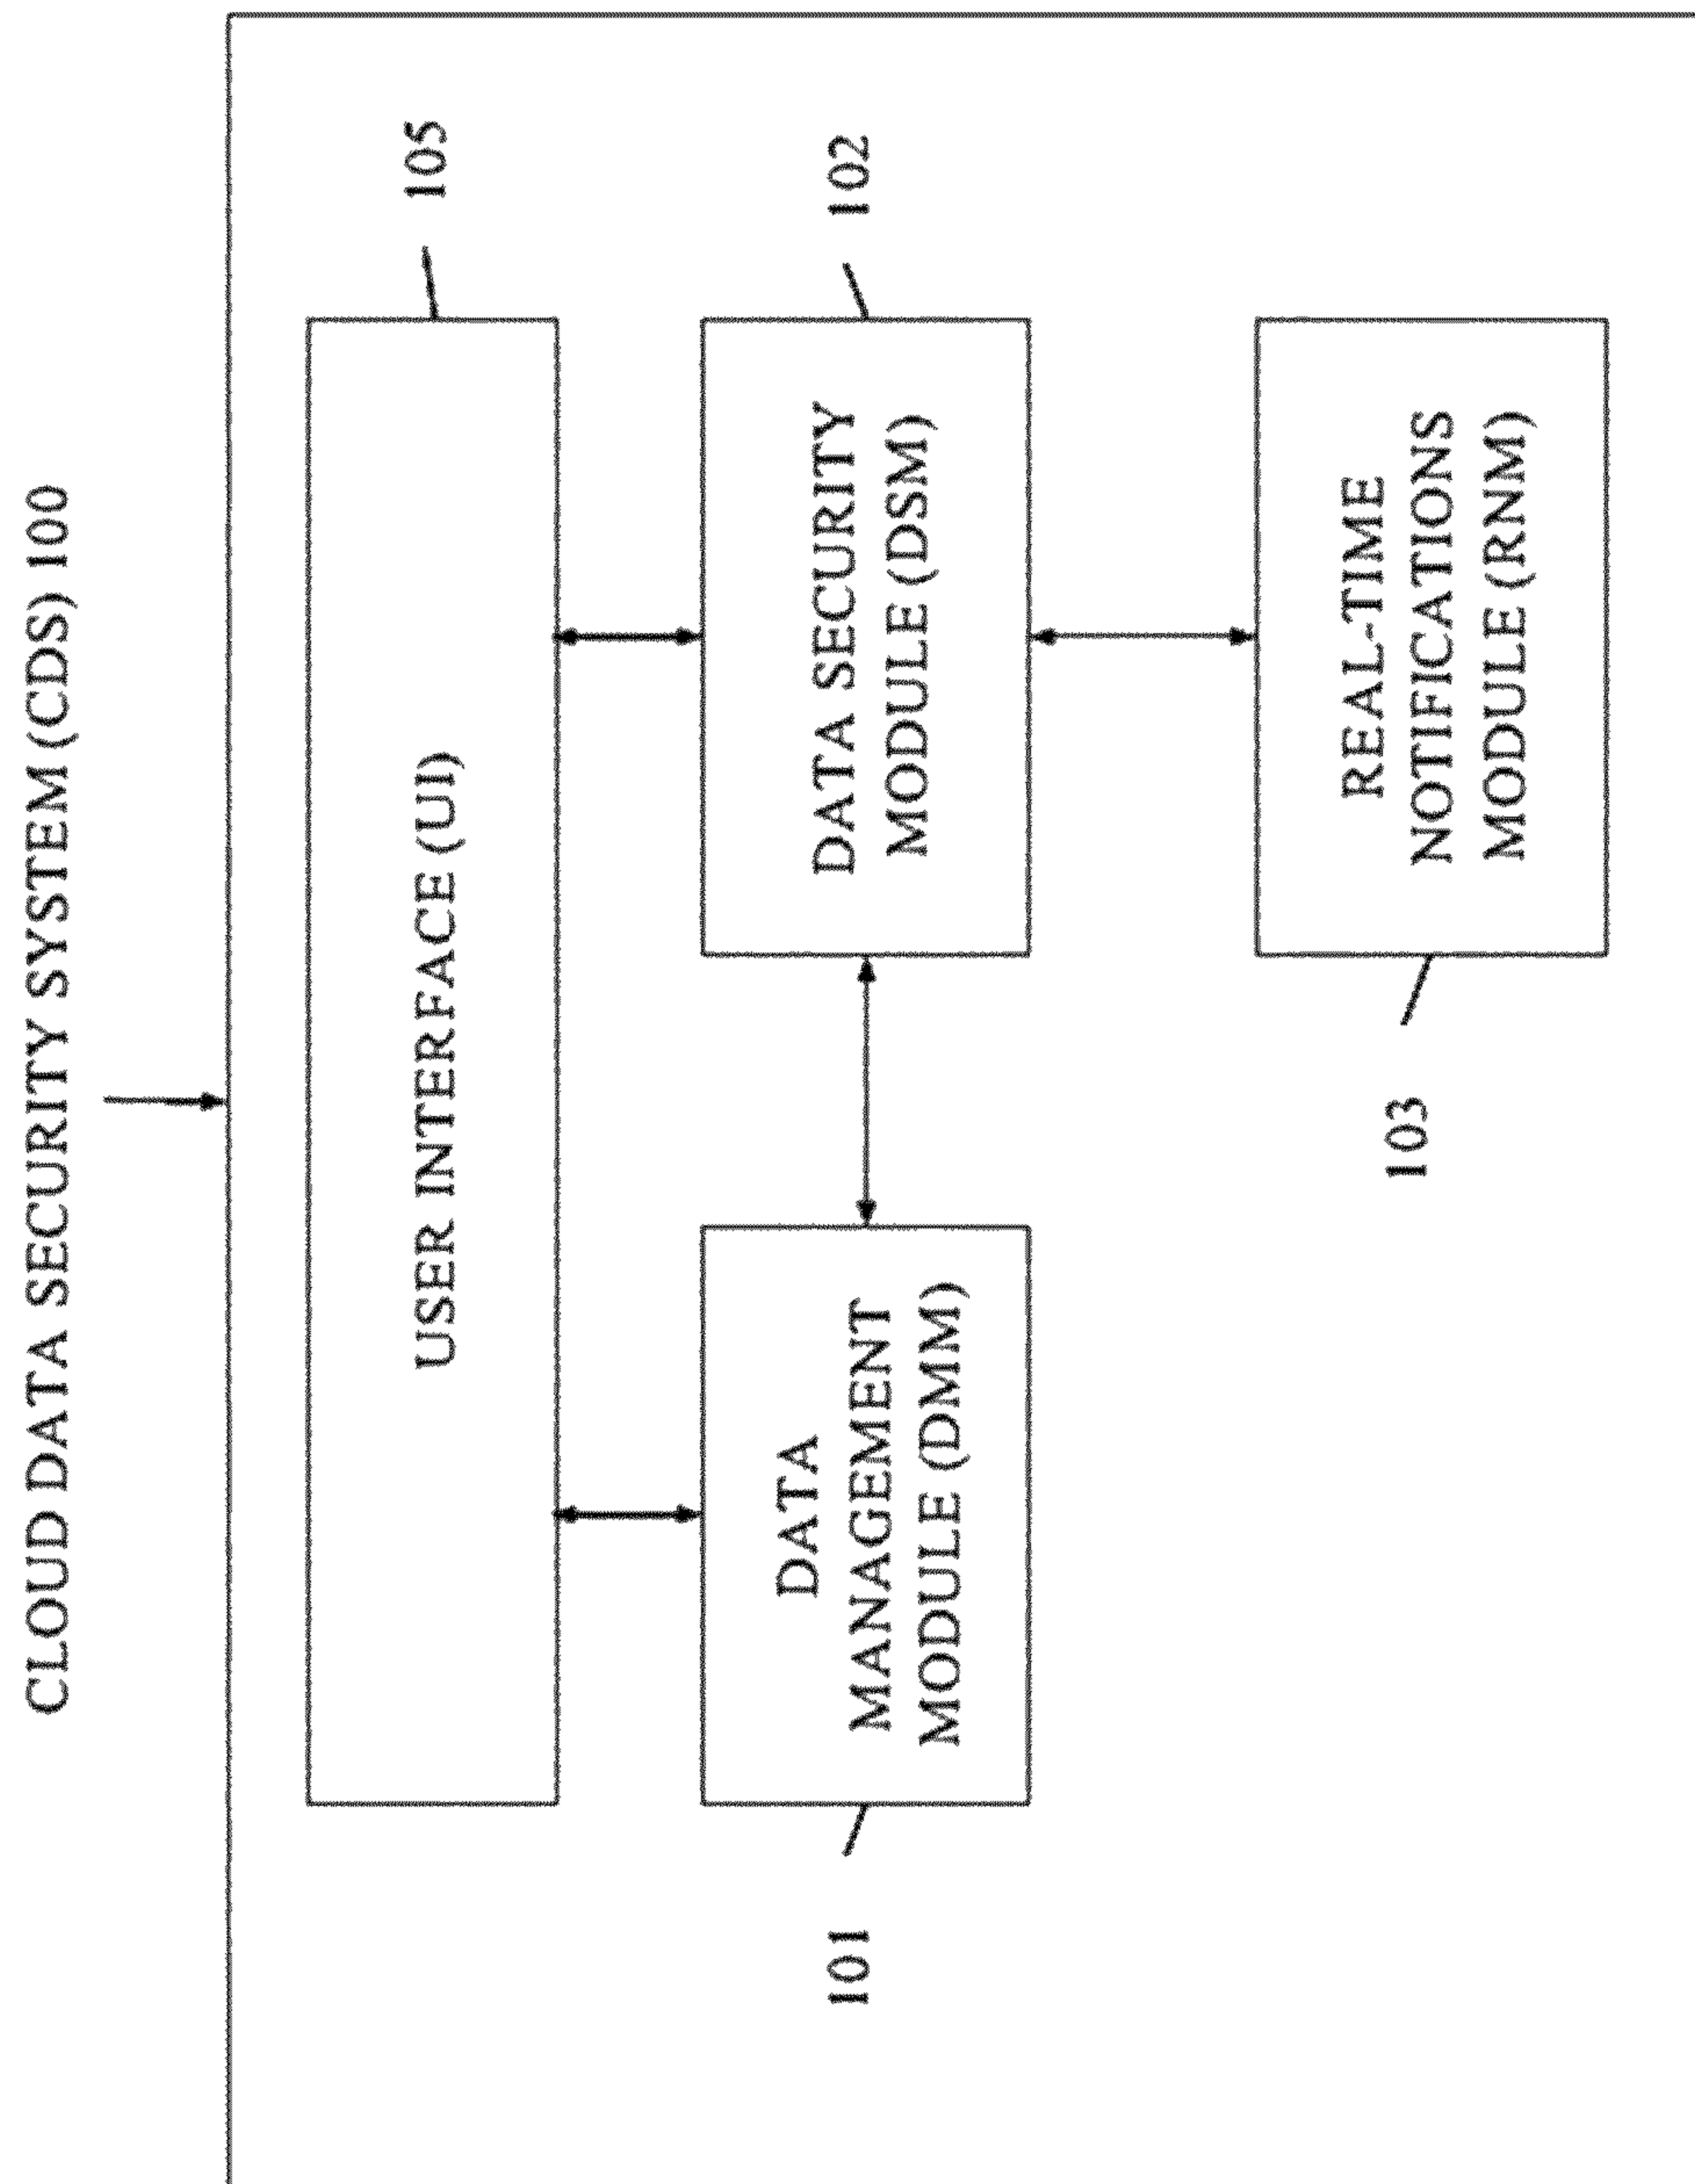 CLOUD DATA SECURITY SYSTEM (CDS) 100
105
USER INTERFACE (UI)
101
DATA
MANAGEMENT
MODULE (DMM)
DATA SECURITY
MODULE (DSM)
102
103
REAL-TIME
NOTIFICATIONS
MODULE (RNM)